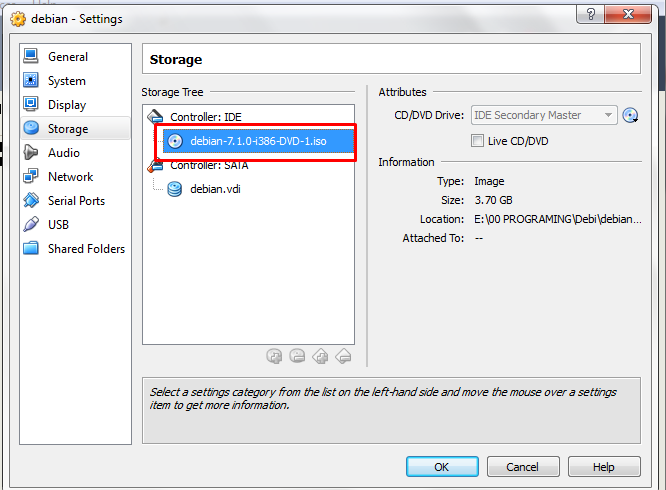 debian - Settings
?
General
System
Display
Storage
Audio
Network
Serial Ports
USB
Shared Folders
Storage
Storage Tree
Controller: IDE
debian-7.1.0-i386-DVD-1.iso
Controller: SATA
debian.vdi
Attributes
CD/DVD Drive: IDE Secondary Master
Live CD/DVD
Information
Type: Image
Size: 3.70 GB
Location: E:\00 PROGRAMING\Debi\debian...
Attached To: --
Select a settings category from the list on the left-hand side and move the mouse over a settings
item to get more information.
OK
Cancel
Help